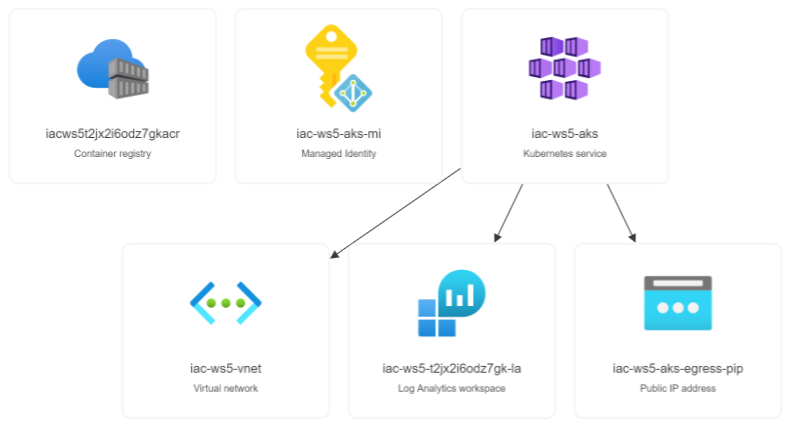 iacws5t2jx2i6odz7gkacr
Container registry
iac-ws5-aks-mi
Managed Identity
iac-ws5-aks
Kubernetes service
iac-ws5-vnet
Virtual network
iac-ws5-t2jx2i6odz7gk-la
Log Analytics workspace
iac-ws5-aks-egress-pip
Public IP address